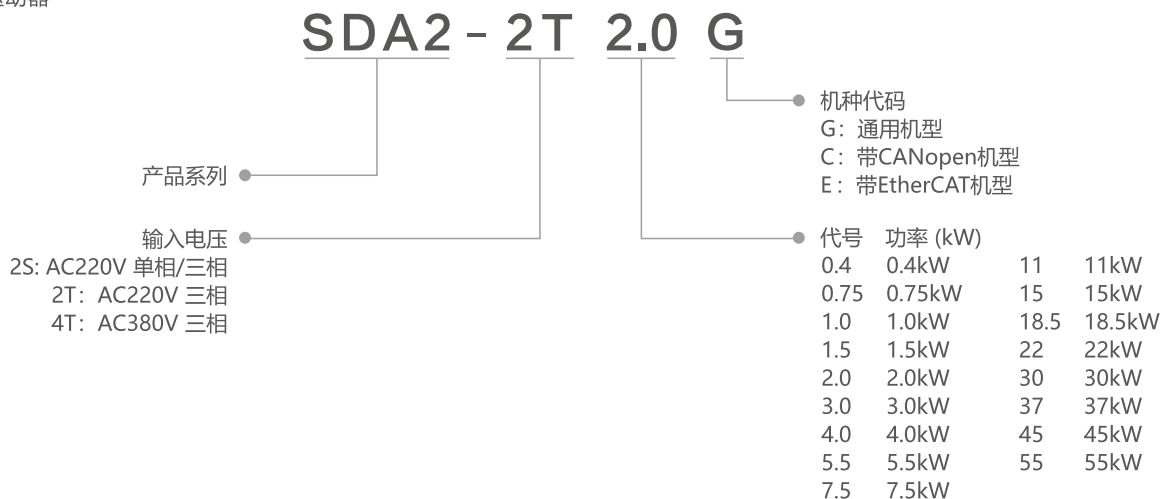 SDA2-2T 2.0 G
机种代码
G：通用机型
C：带CANopen机型
E：带EtherCAT机型
产品系列
输入电压
2S: AC220V 单相/三相
2T：AC220V 三相
4T：AC380V 三相
代号 功率 (kW)
0.4 0.4kW 11 11kW
0.75 0.75kW 15 15kW
1.0 1.0kW 18.5 18.5kW
1.5 1.5kW 22 22kW
2.0 2.0kW 30 30kW
3.0 3.0kW 37 37kW
4.0 4.0kW 45 45kW
5.5 5.5kW 55 55kW
7.5 7.5kW